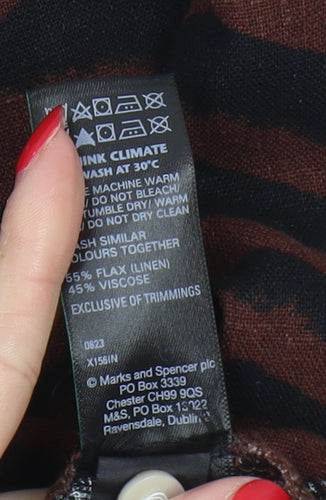 INK CLIMATE
WASH AT 30°C
MACHINE WARM
DO NOT BLEACH/
TUMBLE DRY/ WARM
/ DO NOT DRY CLEAN
SIMILAR
COLOURS TOGETHER
55% FLAX (LINEN)
45% VISCOSE
EXCLUSIVE OF TRIMMINGS
0823
X156IN
© Marks and Spencer plc
PO Box 3339
Chester CH99 9QS
M&S, PO Box
Ravensdale, Dublin